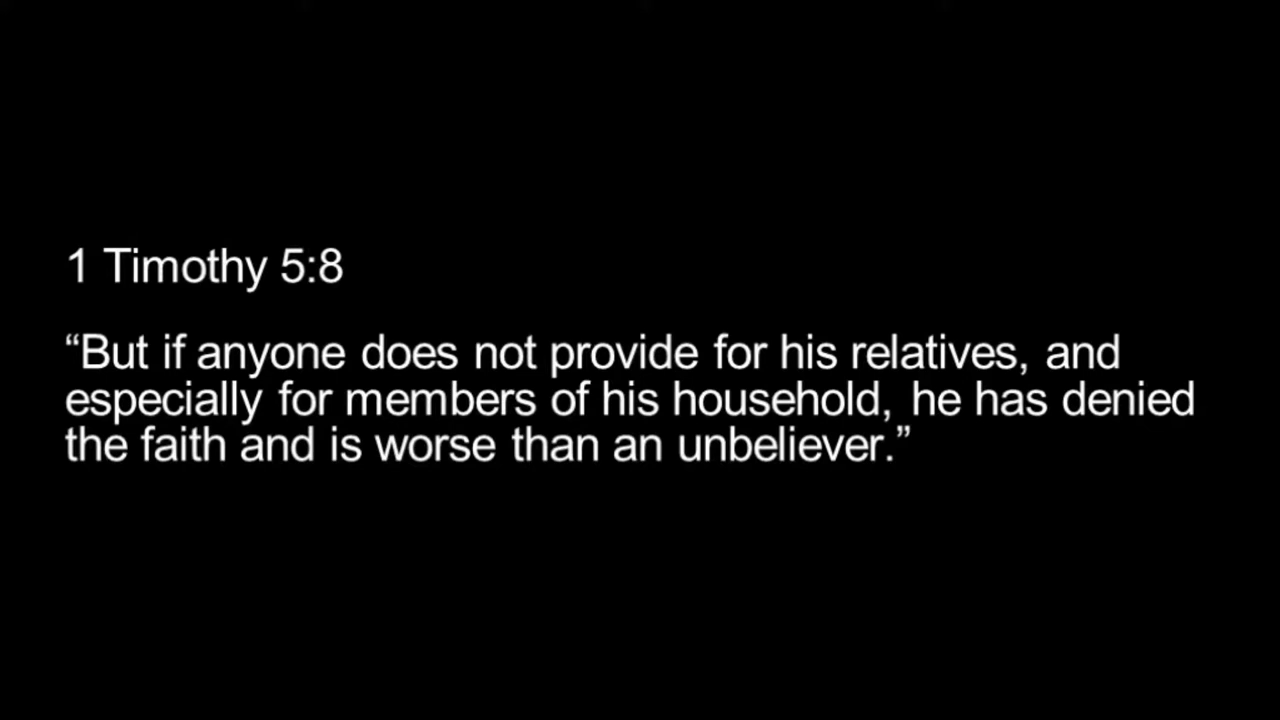 1 Timothy 5:8
“But if anyone does not provide for his relatives, and
especially for members of his household, he has denied
the faith and is worse than an unbeliever.”